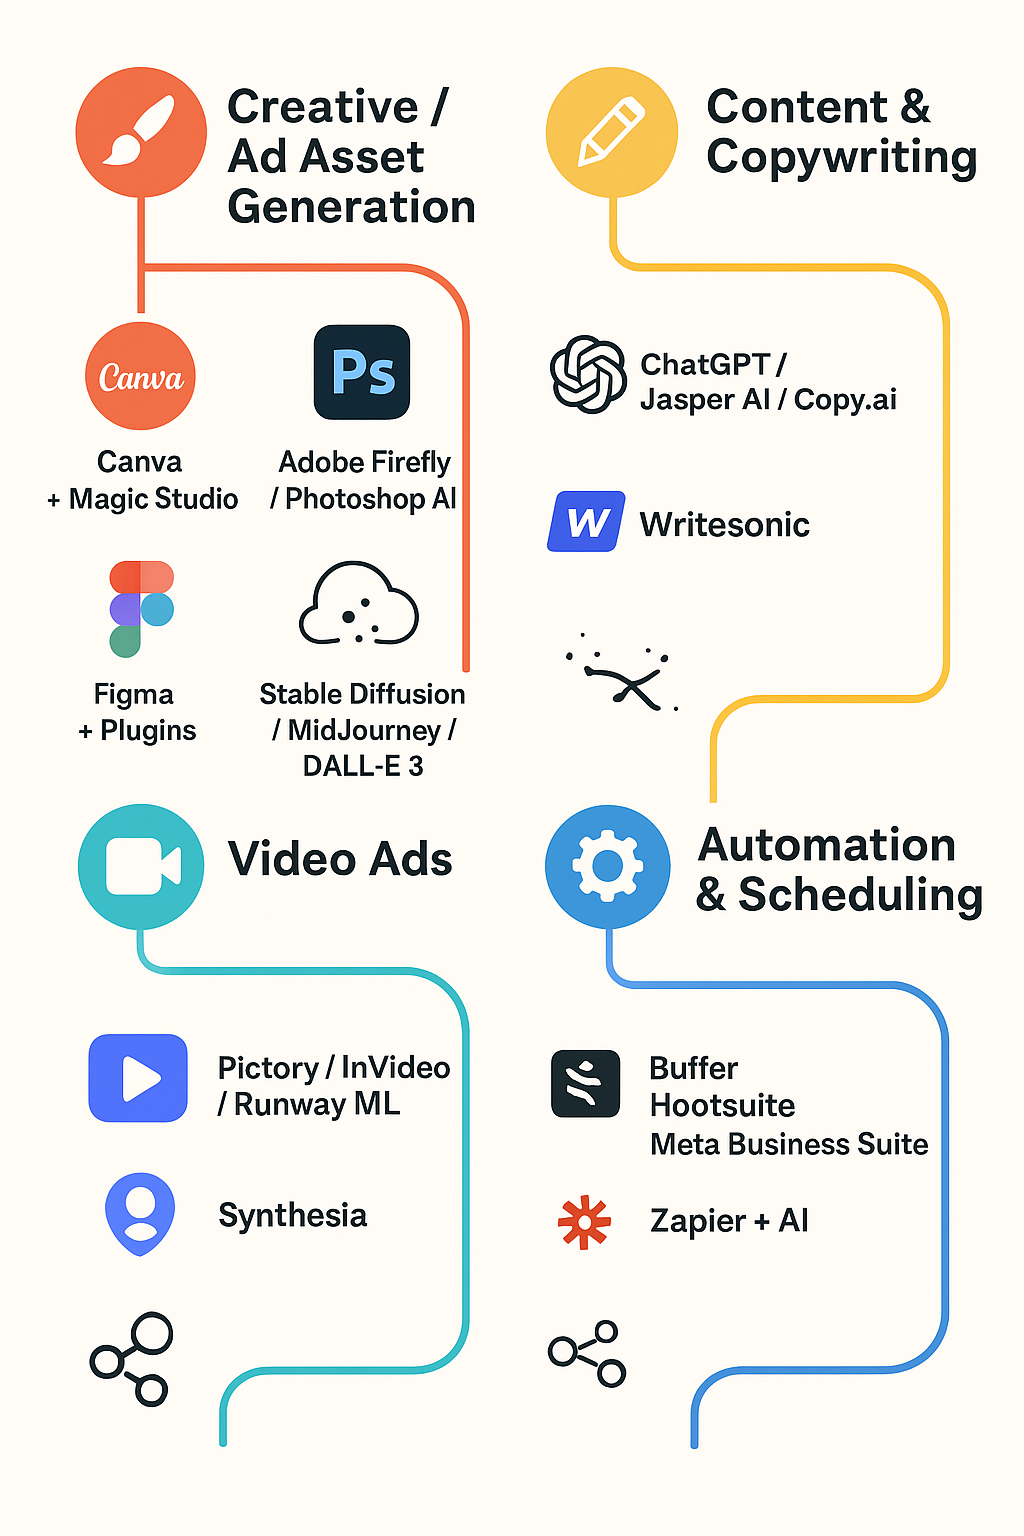 Creative /
Ad Asset
Generation
Canva
Canva
+ Magic Studio
Ps
Adobe Firefly
/ Photoshop AI
Figma
+ Plugins
Stable Diffusion
/ MidJourney /
DALL-E 3
Content &
Copywriting
ChatGPT /
Jasper AI / Copy.ai
W
Writesonic
Video Ads
Pictory / InVideo
/ Runway ML
Synthesia
Automation
& Scheduling
Buffer
Hootsuite
Meta Business Suite
Zapier + AI